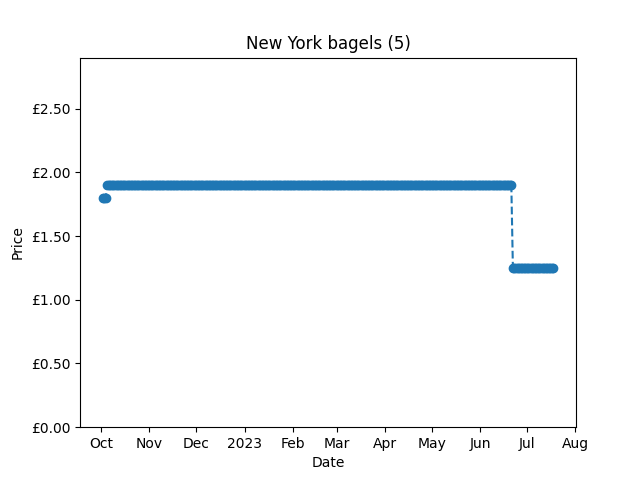 New York bagels (5)
£2.50
£2.00
£1.50
£1.00
£0.50
£0.00
Price
Oct Nov Dec 2023 Feb Mar Apr May Jun Jul Aug
Date